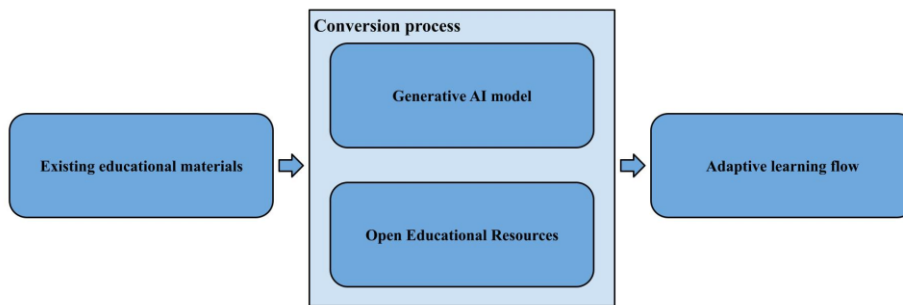 Conversion process
Generative AI model
Existing educational materials
Adaptive learning flow
Open Educational Resources